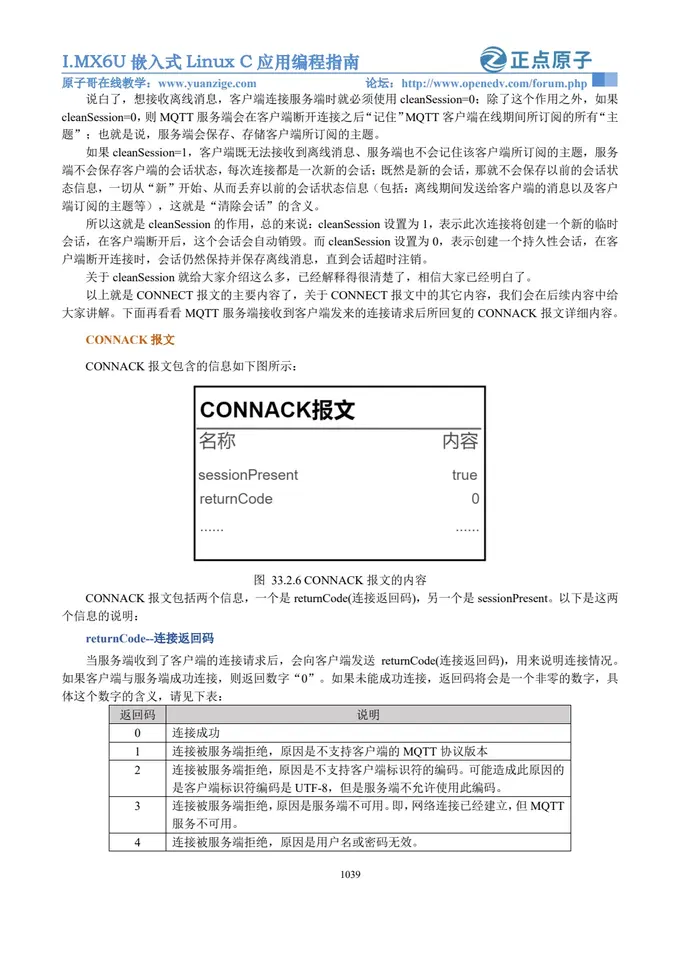 I.MX6U 嵌入式 Linux C 应用编程指南
正点原子
原子哥在线教学：www.yuanzige.com 论坛：http://www.openedv.com/forum.php
说白了，想接收离线消息，客户端连接服务端时就必须使用 cleanSession=0；除了这个作用之外，如果
cleanSession=0，则 MQTT 服务端会在客户端断开连接之后“记住”MQTT 客户端在线期间所订阅的所有“主
题”；也就是说，服务端会保存、存储客户端所订阅的主题。
如果 cleanSession=1，客户端既无法接收到离线消息、服务端也不会记住该客户端所订阅的主题，服务
端不会保存客户端的会话状态，每次连接都是一次新的会话；既然是新的会话，那就不会保存以前的会话状
态信息，一切从“新”开始、从而丢弃以前的会话状态信息（包括：离线期间发送给客户端的消息以及客户
端订阅的主题等），这就是“清除会话”的含义。
所以这就是 cleanSession 的作用，总的来说：cleanSession 设置为 1，表示此次连接将创建一个新的临时
会话，在客户端断开后，这个会话会自动销毁。而 cleanSession 设置为 0，表示创建一个持久性会话，在客
户端断开连接时，会话仍然保持并保存离线消息，直到会话超时注销。
关于 cleanSession 就给大家介绍这么多，已经解释得很清楚了，相信大家已经明白了。
以上就是 CONNECT 报文的主要内容了，关于 CONNECT 报文中的其它内容，我们会在后续内容中给
大家讲解。下面再看看 MQTT 服务端接收到客户端发来的连接请求后所回复的 CONNACK 报文详细内容。
CONNACK 报文
CONNACK 报文包含的信息如下图所示：
CONNACK报文
名称 内容
sessionPresent true
returnCode 0
...... ......
图 33.2.6 CONNACK 报文的内容
CONNACK 报文包括两个信息，一个是 returnCode(连接返回码)，另一个是 sessionPresent。以下是这两
个信息的说明：
returnCode--连接返回码
当服务端收到了客户端的连接请求后，会向客户端发送 returnCode(连接返回码)，用来说明连接情况。
如果客户端与服务端成功连接，则返回数字“0”。如果未能成功连接，返回码将会是一个非零的数字，具
体这个数字的含义，请见下表：
返回码 说明
0 连接成功
1 连接被服务端拒绝，原因是不支持客户端的 MQTT 协议版本
2 连接被服务端拒绝，原因是不支持客户端标识符的编码。可能造成此原因的
是客户端标识符编码是 UTF-8，但是服务端不允许使用此编码。
3 连接被服务端拒绝，原因是服务端不可用。即，网络连接已经建立，但 MQTT
服务不可用。
4 连接被服务端拒绝，原因是用户名或密码无效。
1039